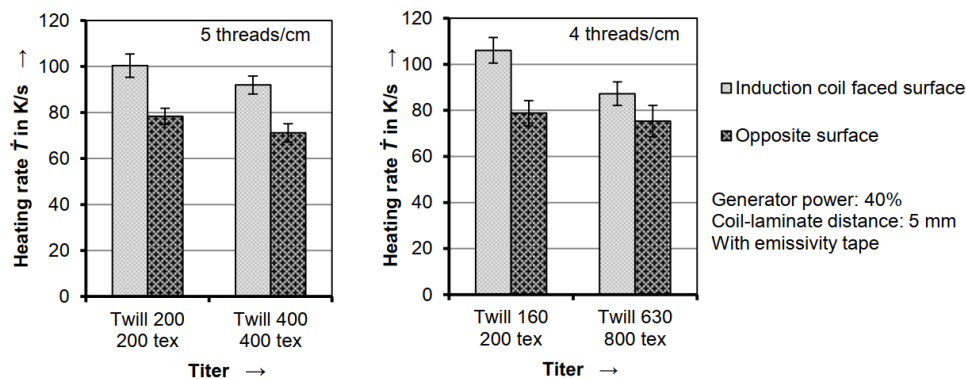 5 threads/cm
Heating rate Ṫ in K/s →
120
100
80
60
40
20
0
Twill 200
200 tex
Twill 400
400 tex
Titer →
4 threads/cm
Heating rate Ṫ in K/s →
120
100
80
60
40
20
0
Twill 160
200 tex
Twill 630
800 tex
Titer →
Induction coil faced surface
Opposite surface
Generator power: 40%
Coil-laminate distance: 5 mm
With emissivity tape